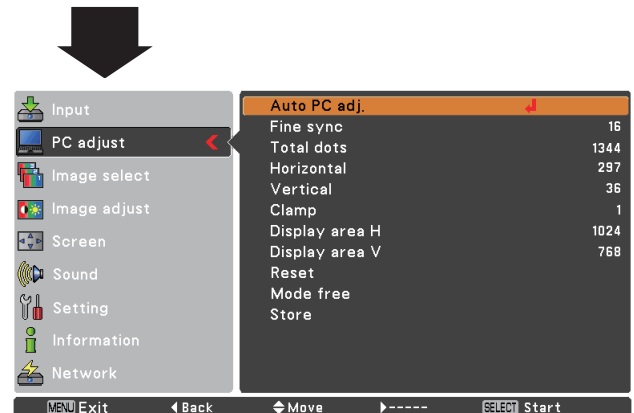 Input
PC adjust
Image select
Image adjust
Screen
Sound
Setting
Information
Network
Auto PC adj.
Fine sync 16
Total dots 1344
Horizontal 297
Vertical 36
Clamp 1
Display area H 1024
Display area V 768
Reset
Mode free
Store
MENU Exit Back Move ----- SELECT Start